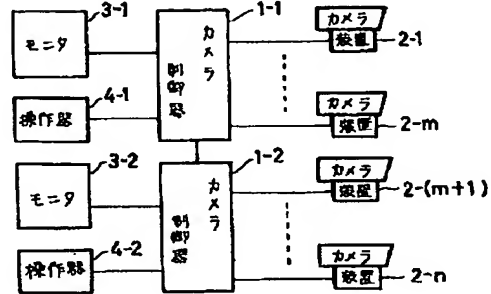 3-1
モニタ
4-1
操作器
1-1
カメラ制御器
カメラ
装置
2-1
カメラ
装置
2-m
3-2
モニタ
4-2
操作器
1-2
カメラ制御器
カメラ
装置
2-(m+1)
カメラ
装置
2-n